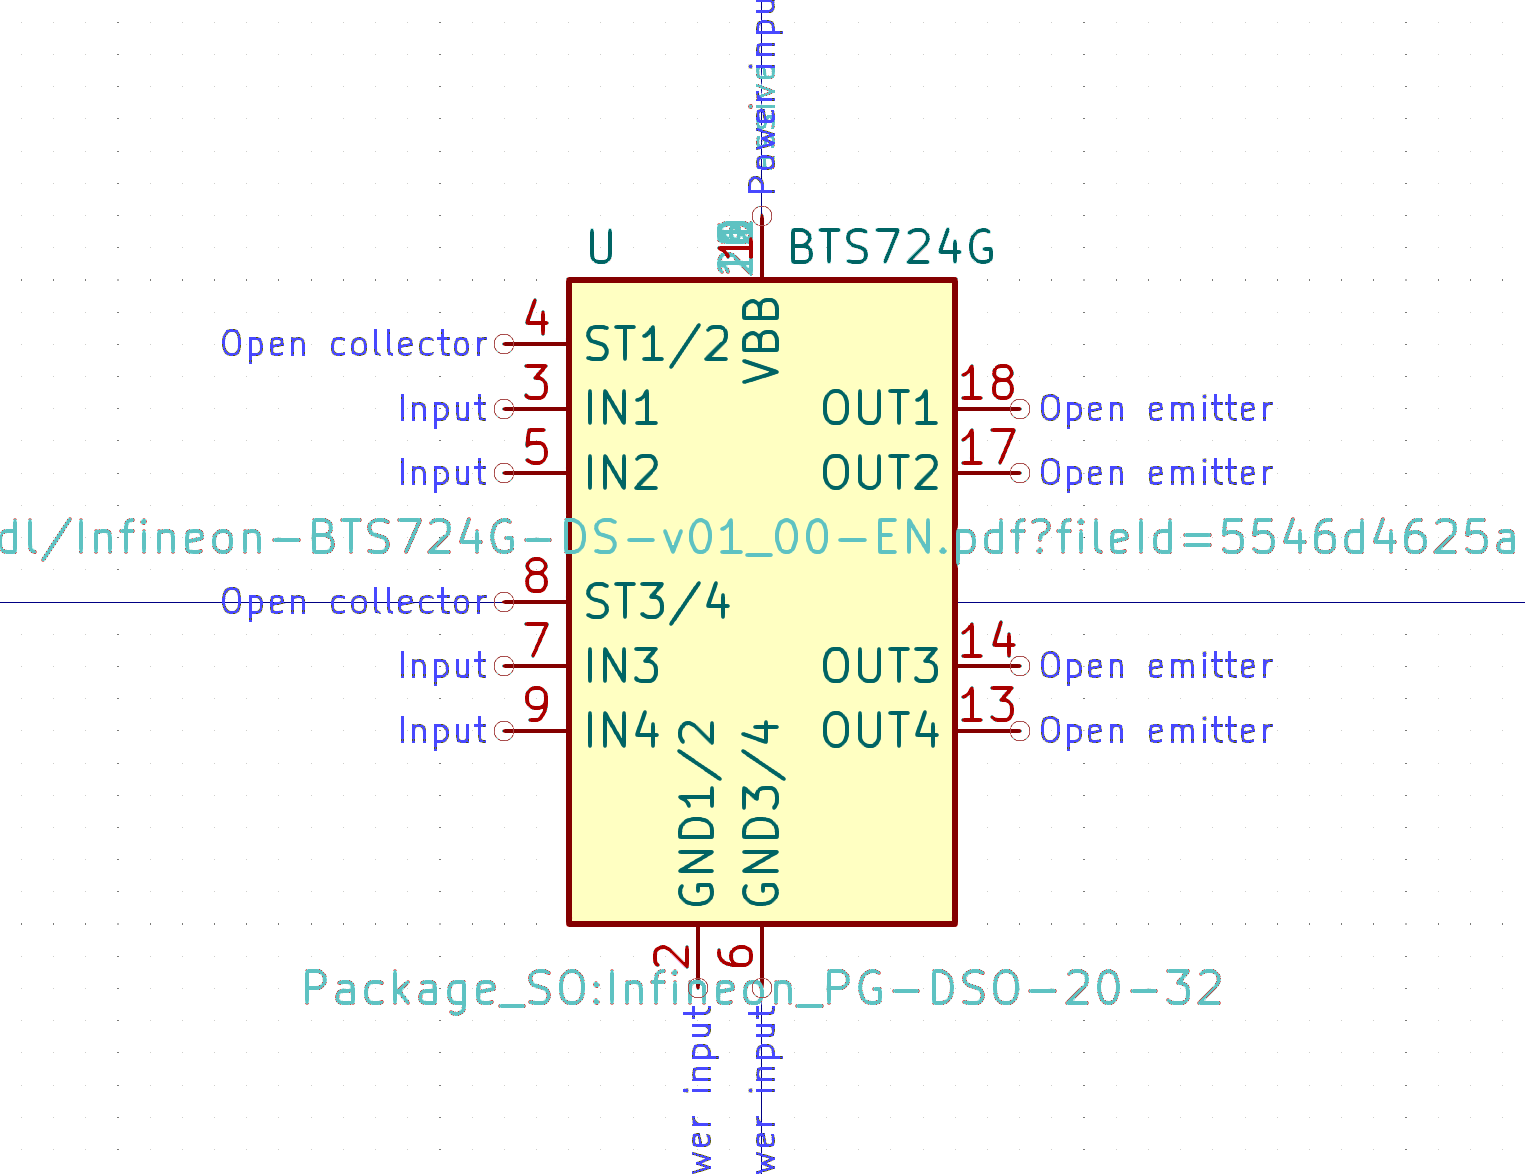 Power input
U
BTS724G
VBB
4
Open collector
ST1/2
3
Input
IN1
OUT1
18
Open emitter
5
Input
IN2
OUT2
17
Open emitter
dl/Infineon-BTS724G-DS-v01_00-EN.pdf?fileId=5546d4625a
8
Open collector
ST3/4
7
Input
IN3
OUT3
14
Open emitter
9
Input
IN4
OUT4
13
Open emitter
GND1/2
GND3/4
2
6
Package_SO:Infineon_PG-DSO-20-32
wer input
wer input